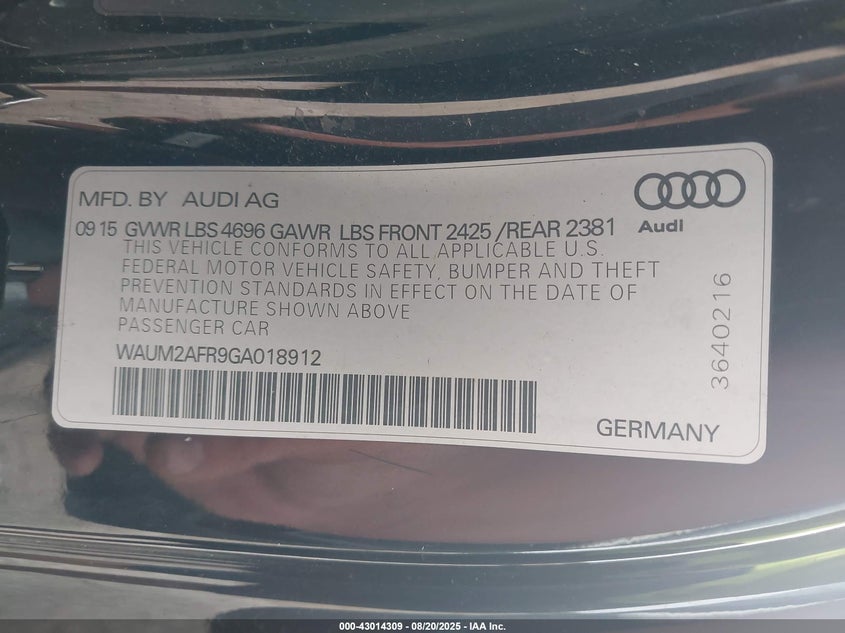 MFD. BY AUDI AG
Audi
09 15 GVWR LBS 4696 GAWR LBS FRONT 2425 /REAR 2381
THIS VEHICLE CONFORMS TO ALL APPLICABLE U.S.
FEDERAL MOTOR VEHICLE SAFETY, BUMPER AND THEFT
PREVENTION STANDARDS IN EFFECT ON THE DATE OF
MANUFACTURE SHOWN ABOVE
PASSENGER CAR
WAUM2AFR9GA018912
3640216
GERMANY
000-43014309 - 08/20/2025 - IAA Inc.